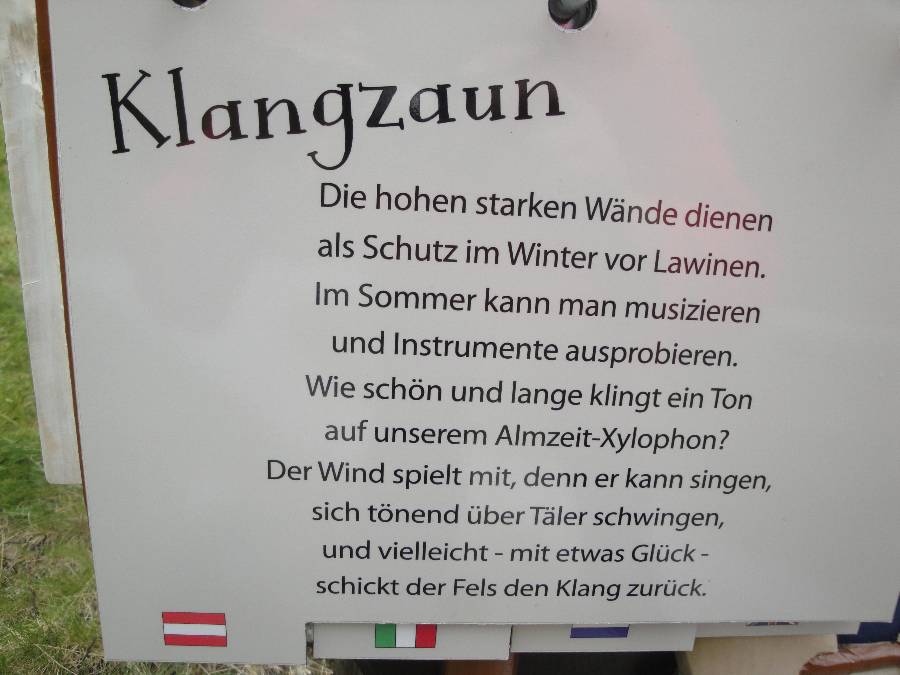 Klangzaun
Die hohen starken Wände dienen
als Schutz im Winter vor Lawinen.
Im Sommer kann man musizieren
und Instrumente ausprobieren.
Wie schön und lange klingt ein Ton
auf unserem Almzeit-Xylophon?
Der Wind spielt mit, denn er kann singen,
sich tönend über Täler schwingen,
und vielleicht - mit etwas Glück -
schickt der Fels den Klang zurück.